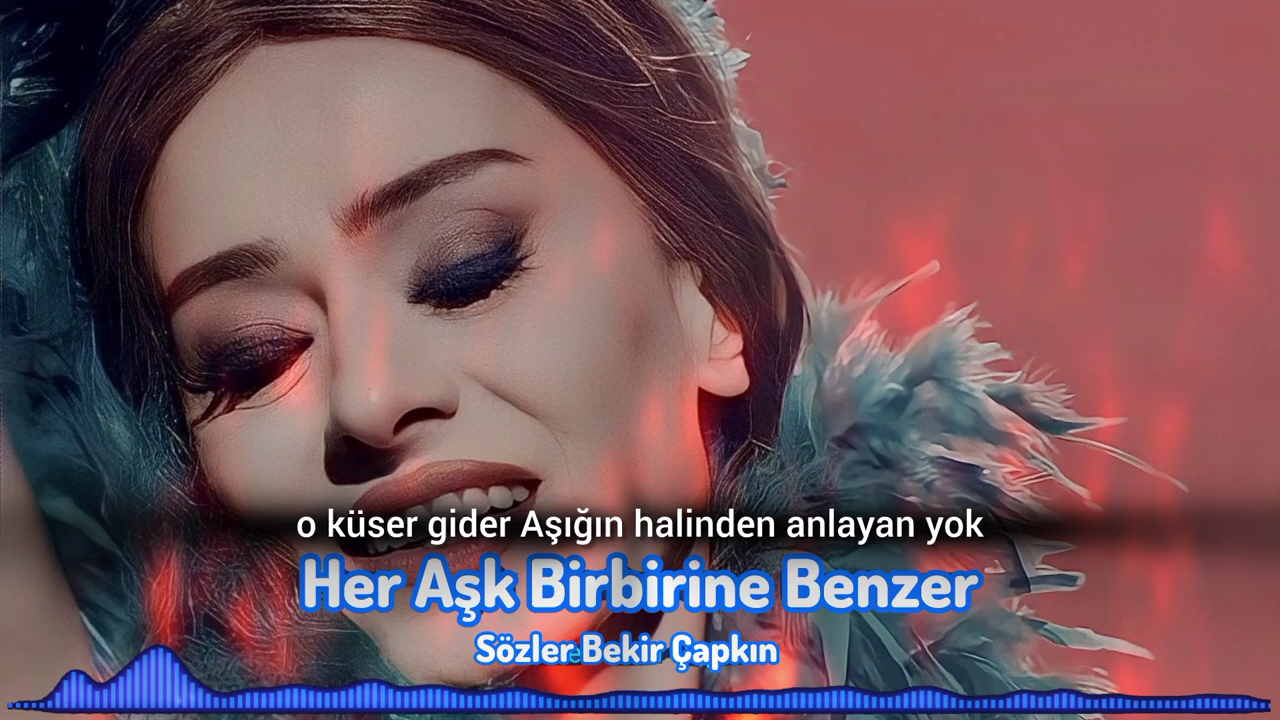 o küser gider Aşığın halinden anlayan yok
Her Aşk Birbirine Benzer
Sözler Bekir Çapkın